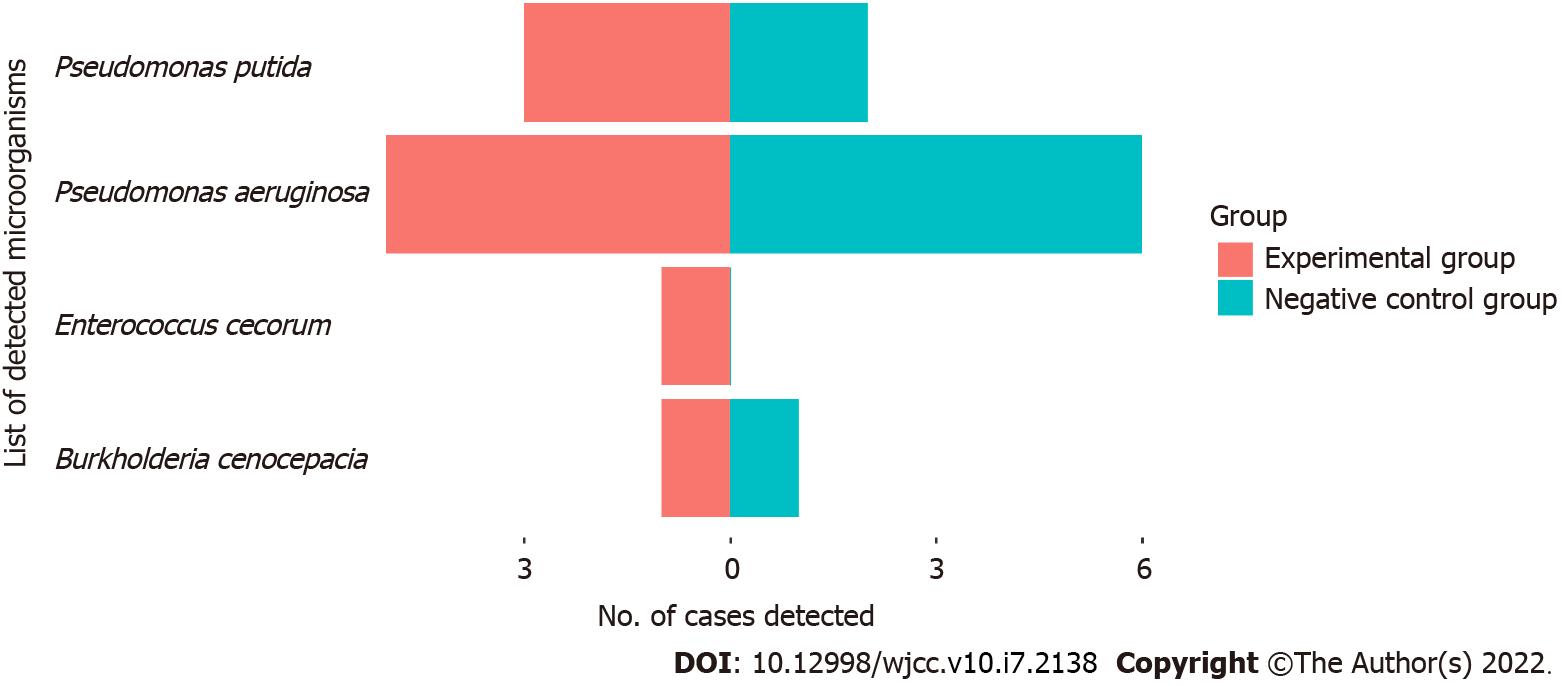 List of detected microorganisms
Pseudomonas putida
Pseudomonas aeruginosa
Enterococcus cecorum
Burkholderia cenocepacia
3 0 3 6
No. of cases detected
Group
Experimental group
Negative control group
DOI: 10.12998/wjcc.v10.i7.2138 Copyright ©The Author(s) 2022.